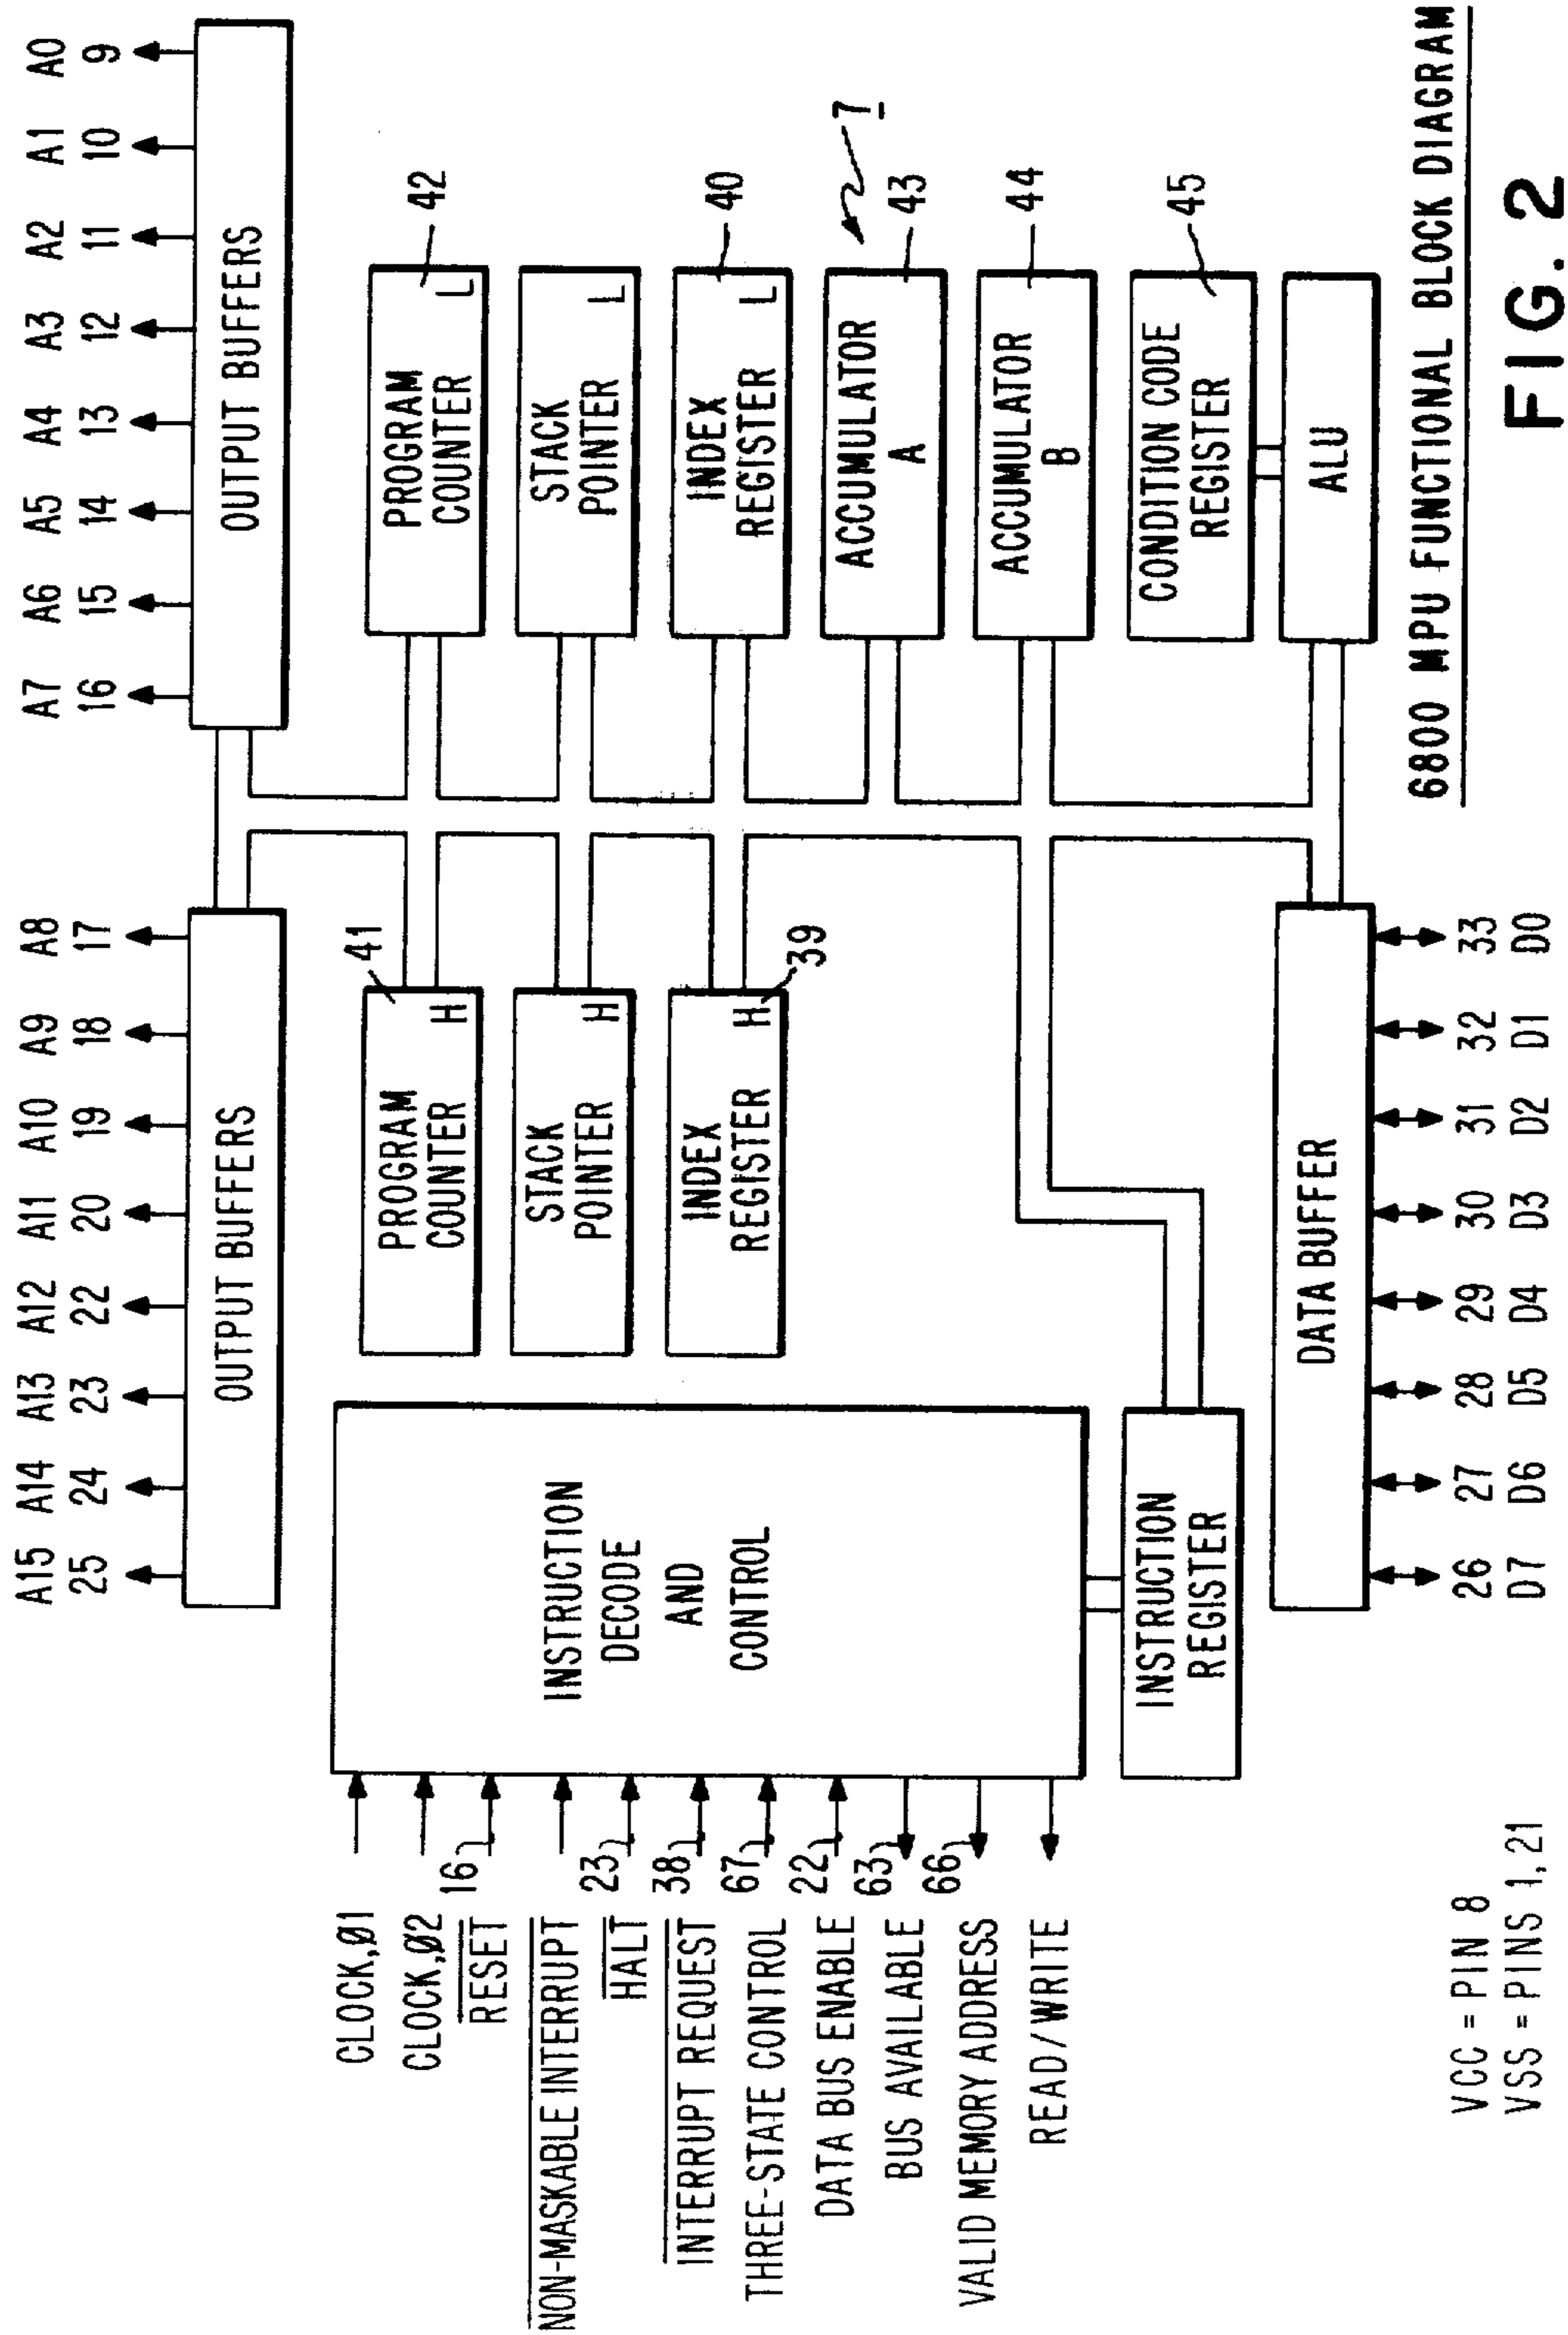 A15 A14 A13 A12 A11 A10 A9 A8 A7 A6 A5 A4 A3 A2 A1 A0
25 24 23 22 20 19 18 17 16 15 14 13 12 11 10 9
OUTPUT BUFFERS
OUTPUT BUFFERS
CLOCK,Ø1
CLOCK,Ø2
16
RESET
NON-MASKABLE INTERRUPT
23
HALT
38
INTERRUPT REQUEST
67
THREE-STATE CONTROL
22
DATA BUS ENABLE
63
BUS AVAILABLE
66
VALID MEMORY ADDRESS
READ/WRITE
INSTRUCTION
DECODE
AND
CONTROL
INSTRUCTION
REGISTER
41
PROGRAM
COUNTER
H
STACK
POINTER
H
INDEX
REGISTER
H
39
PROGRAM
COUNTER
L
42
STACK
POINTER
L
INDEX
REGISTER
L
40
7
ACCUMULATOR
A
43
ACCUMULATOR
B
44
CONDITION CODE
REGISTER
45
ALU
DATA BUFFER
26 27 28 29 30 31 32 33
D7 D6 D5 D4 D3 D2 D1 D0
VCC = PIN 8
VSS = PINS 1,21
6800 MPU FUNCTIONAL BLOCK DIAGRAM
FIG. 2